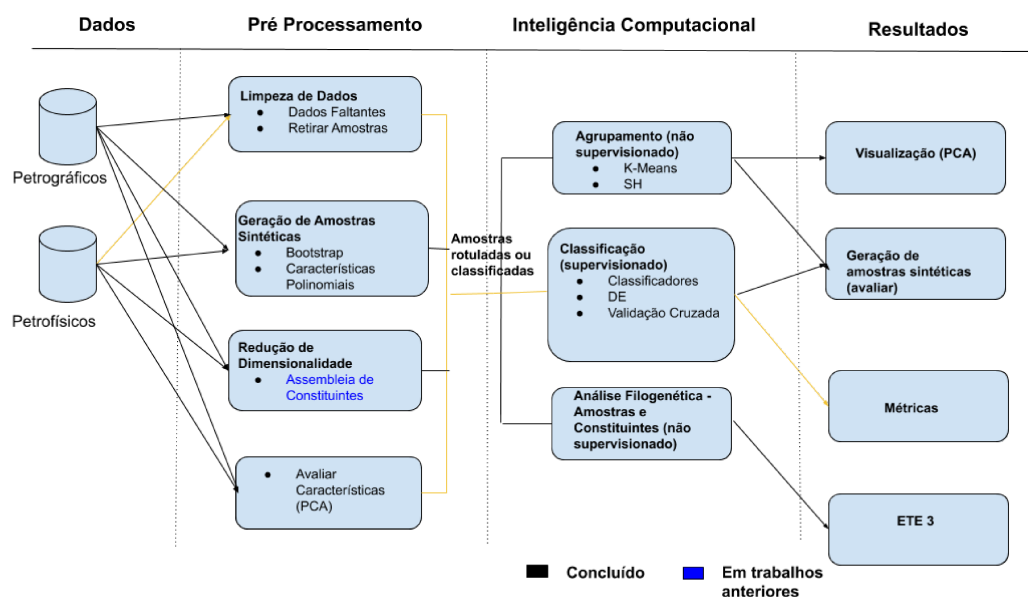 Dados
Pré Processamento
Inteligência Computacional
Resultados
Petrográficos
Petrofísicos
Limpeza de Dados
● Dados Faltantes
● Retirar Amostras
Geração de Amostras
Sintéticas
● Bootstrap
● Características
Polinomiais
Redução de
Dimensionalidade
● Assembleia de
Constituintes
● Avaliar
Características
(PCA)
Amostras
rotuladas ou
classificadas
Agrupamento (não
supervisionado)
● K-Means
● SH
Classificação
(supervisionado)
● Classificadores
● DE
● Validação Cruzada
Análise Filogenética -
Amostras e
Constituintes (não
supervisionado)
Visualização (PCA)
Geração de
amostras sintéticas
(avaliar)
Métricas
ETE 3
Concluído
Em trabalhos
anteriores